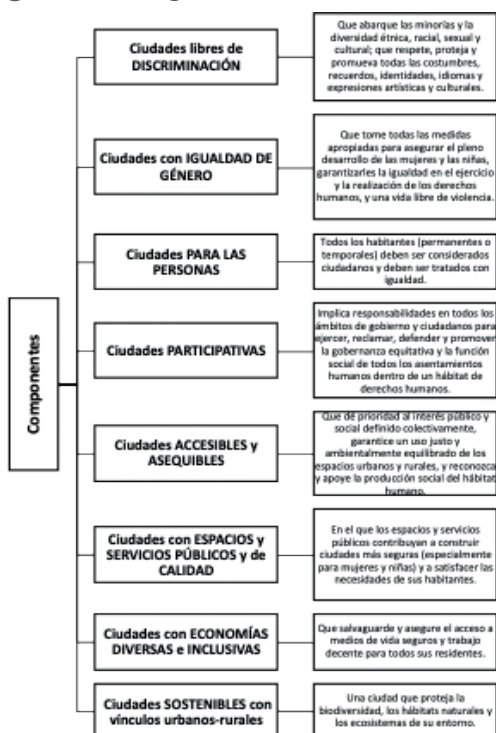 Componentes
Ciudades libres de
DISCRIMINACIÓN
Que abarque las minorías y la
diversidad étnica, racial, sexual y
cultural; que respete, proteja y
promueva todas las costumbres,
recuerdos, identidades, idiomas y
expresiones artísticas y culturales.
Ciudades con IGUALDAD DE
GÉNERO
Que tome todas las medidas
apropiadas para asegurar el pleno
desarrollo de las mujeres y las niñas,
garantizarles la igualdad en el ejercicio
y la realización de los derechos
humanos, y una vida libre de violencia.
Ciudades PARA LAS
PERSONAS
Todos los habitantes (permanentes o
temporales) deben ser considerados
ciudadanos y deben ser tratados con
igualdad.
Ciudades PARTICIPATIVAS
Implica responsabilidades en todos los
ámbitos de gobierno y ciudadanos para
ejercer, reclamar, defender y promover
la gobernanza equitativa y la función
social de todos los asentamientos
humanos dentro de un hábitat de
derechos humanos.
Ciudades ACCESIBLES y
ASEQUIBLES
Que dé prioridad al interés público y
social definido colectivamente,
garantice un uso justo y
ambientalmente equilibrado de los
espacios urbanos y rurales, y reconozca
y apoye la producción social del hábitat
humano.
Ciudades con ESPACIOS y
SERVICIOS PÚBLICOS y de
CALIDAD
En el que los espacios y servicios
públicos contribuyan a construir
ciudades más seguras (especialmente
para mujeres y niñas) y a satisfacer las
necesidades de sus habitantes.
Ciudades con ECONOMÍAS
DIVERSAS e INCLUSIVAS
Que salvaguarde y asegure el acceso a
medios de vida seguros y trabajo
decente para todos sus residentes.
Ciudades SOSTENIBLES con
vínculos urbanos-rurales
Una ciudad que proteja la
biodiversidad, los hábitats naturales y
los ecosistemas de su entorno.